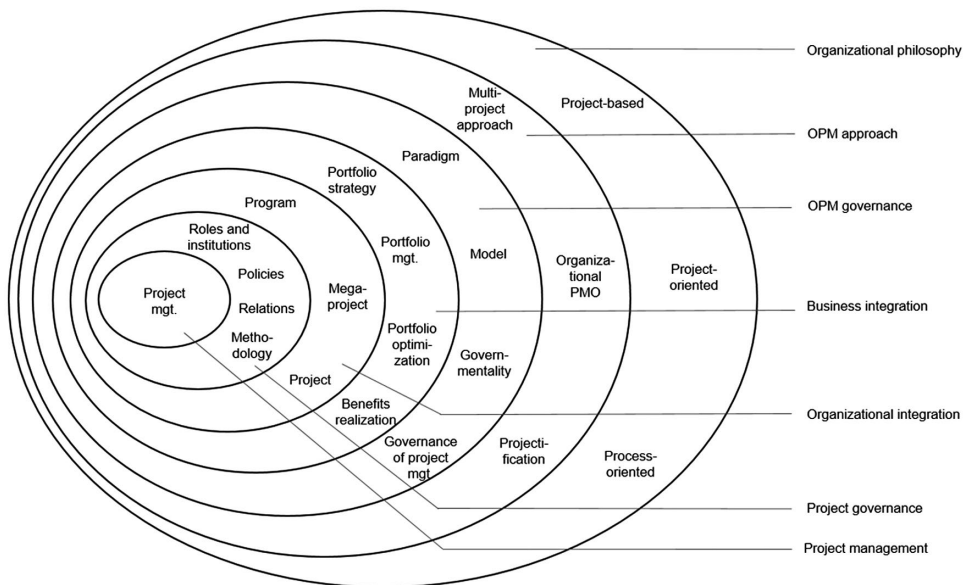 Organizational philosophy
Multi-
project
approach
Project-based
OPM approach
Paradigm
Portfolio
strategy
Program
OPM governance
Roles and
institutions
Portfolio
mgt.
Model
Organiza-
tional
PMO
Project-
oriented
Policies
Project
mgt.
Mega-
project
Relations
Business integration
Metho-
dology
Portfolio
optimi-
zation
Govern-
mentality
Project
Benefits
realization
Organizational integration
Governance
of project
mgt.
Projecti-
fication
Process-
oriented
Project governance
Project management